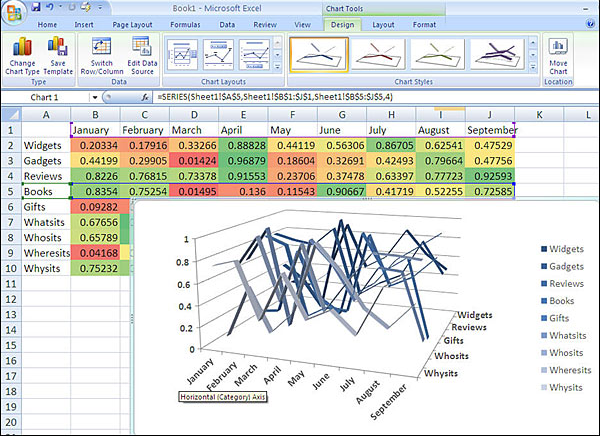 Book1 - Microsoft Excel
Chart Tools
Home Insert Page Layout Formulas Data Review View Design Layout Format
Change Chart Type
Save Template
Switch Row/Column
Edit Data Source
Move Chart
Type Data Chart Layouts Chart Styles Location
Chart 1 fx =SERIES(Sheet1!$A$5,Sheet1!$B$1:$J$1,Sheet1!$B$5:$J$5,4)
A B C D E F G H I J K L
1 January February March April May June July August September
2 Widgets 0.20334 0.17916 0.33266 0.88828 0.44119 0.56306 0.86705 0.62541 0.47529
3 Gadgets 0.44199 0.29905 0.01424 0.96879 0.18604 0.32691 0.42493 0.79664 0.47756
4 Reviews 0.8226 0.76815 0.73378 0.91553 0.23706 0.37478 0.63397 0.77723 0.92593
5 Books 0.8354 0.75254 0.01495 0.136 0.11543 0.90667 0.41719 0.52255 0.72585
6 Gifts 0.09282
7 Whatsits 0.67656
8 Whosits 0.65789
9 Wheresits 0.04168
10 Whysits 0.75232
11
12
13
14
15
16
17
18
19
1
0.8
0.6
0.4
0.2
0
January
February
March
April
May
June
July
August
September
Widgets
Reviews
Gifts
Whosits
Whysits
Horizontal (Category) Axis
Widgets
Gadgets
Reviews
Books
Gifts
Whatsits
Whosits
Wheresits
Whysits